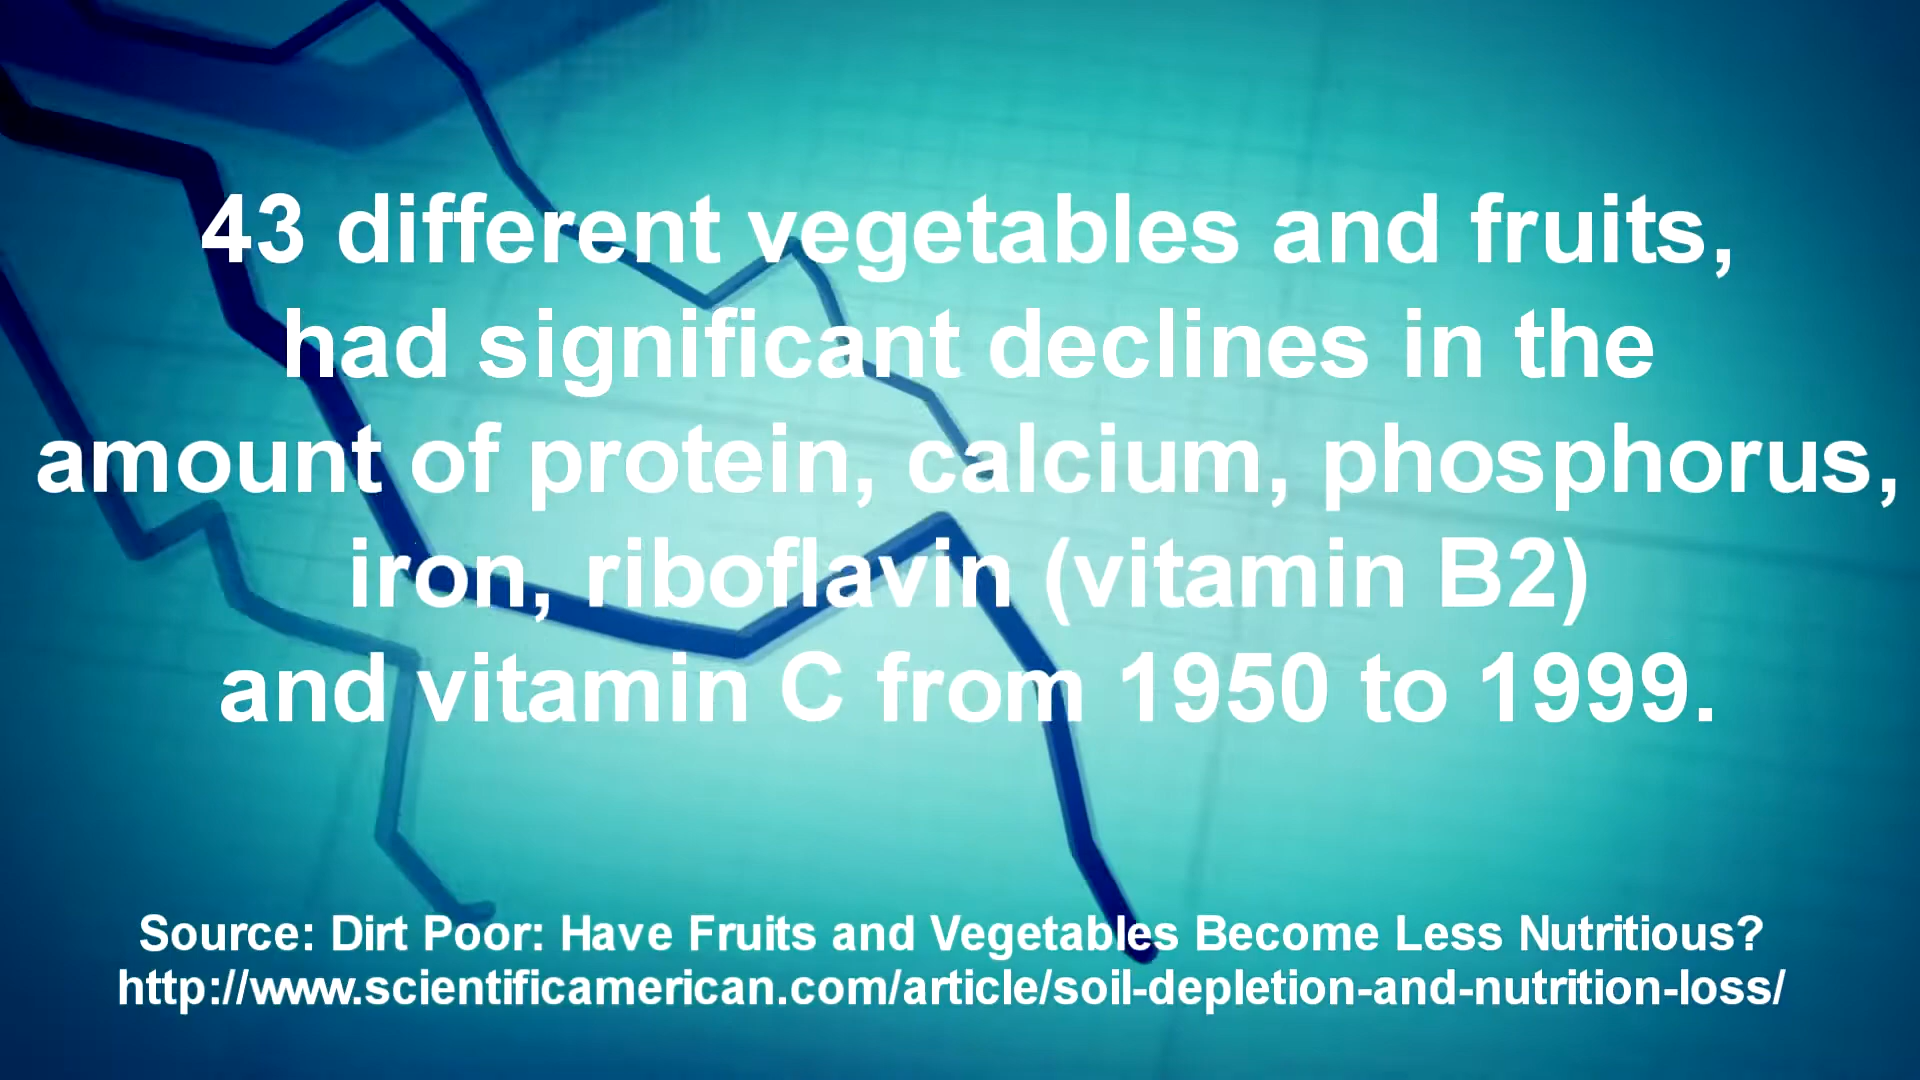 43 different vegetables and fruits,
had significant declines in the
amount of protein, calcium, phosphorus,
iron, riboflavin (vitamin B2)
and vitamin C from 1950 to 1999.
Source: Dirt Poor: Have Fruits and Vegetables Become Less Nutritious?
http://www.scientificamerican.com/article/soil-depletion-and-nutrition-loss/